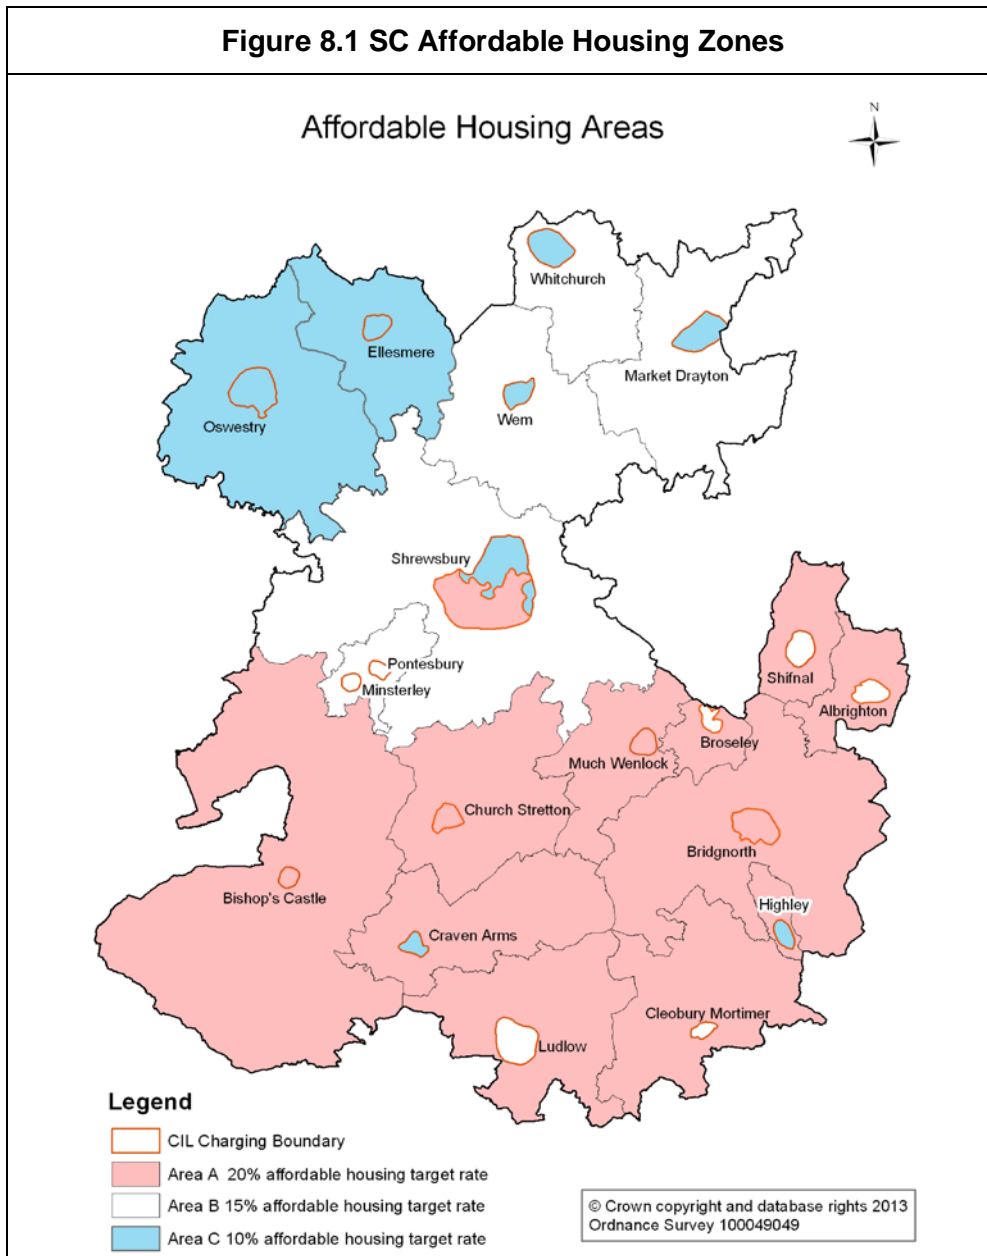 Figure 8.1 SC Affordable Housing Zones
Affordable Housing Areas
N
Whitchurch
Ellesmere
Market Drayton
Oswestry
Wem
Shrewsbury
Pontesbury
Minsterley
Shifnal
Albrighton
Broseley
Much Wenlock
Church Stretton
Bridgnorth
Bishop's Castle
Highley
Craven Arms
Cleobury Mortimer
Ludlow
Legend
CIL Charging Boundary
Area A 20% affordable housing target rate
Area B 15% affordable housing target rate
Area C 10% affordable housing target rate
© Crown copyright and database rights 2013
Ordnance Survey 100049049